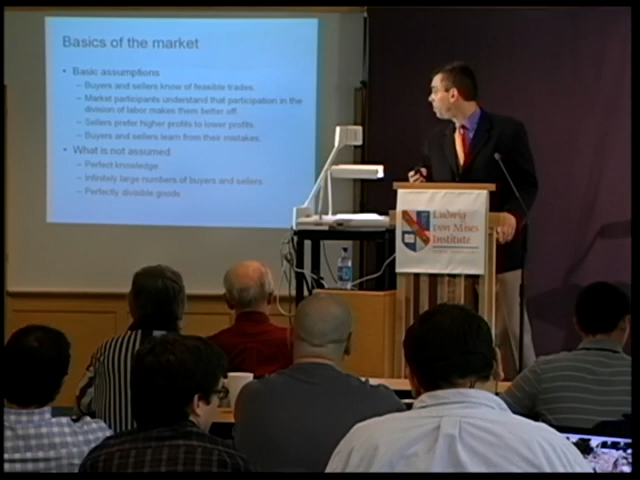 Basics of the market
• Basic assumptions
– Buyers and sellers know of feasible trades.
– Market participants understand that participation in the
division of labor makes them better off.
– Sellers prefer higher profits to lower profits.
– Buyers and sellers learn from their mistakes.
• What is not assumed
– Perfect knowledge
– Infinitely large numbers of buyers and sellers
– Perfectly divisible goods
Ludwig
von Mises
Institute